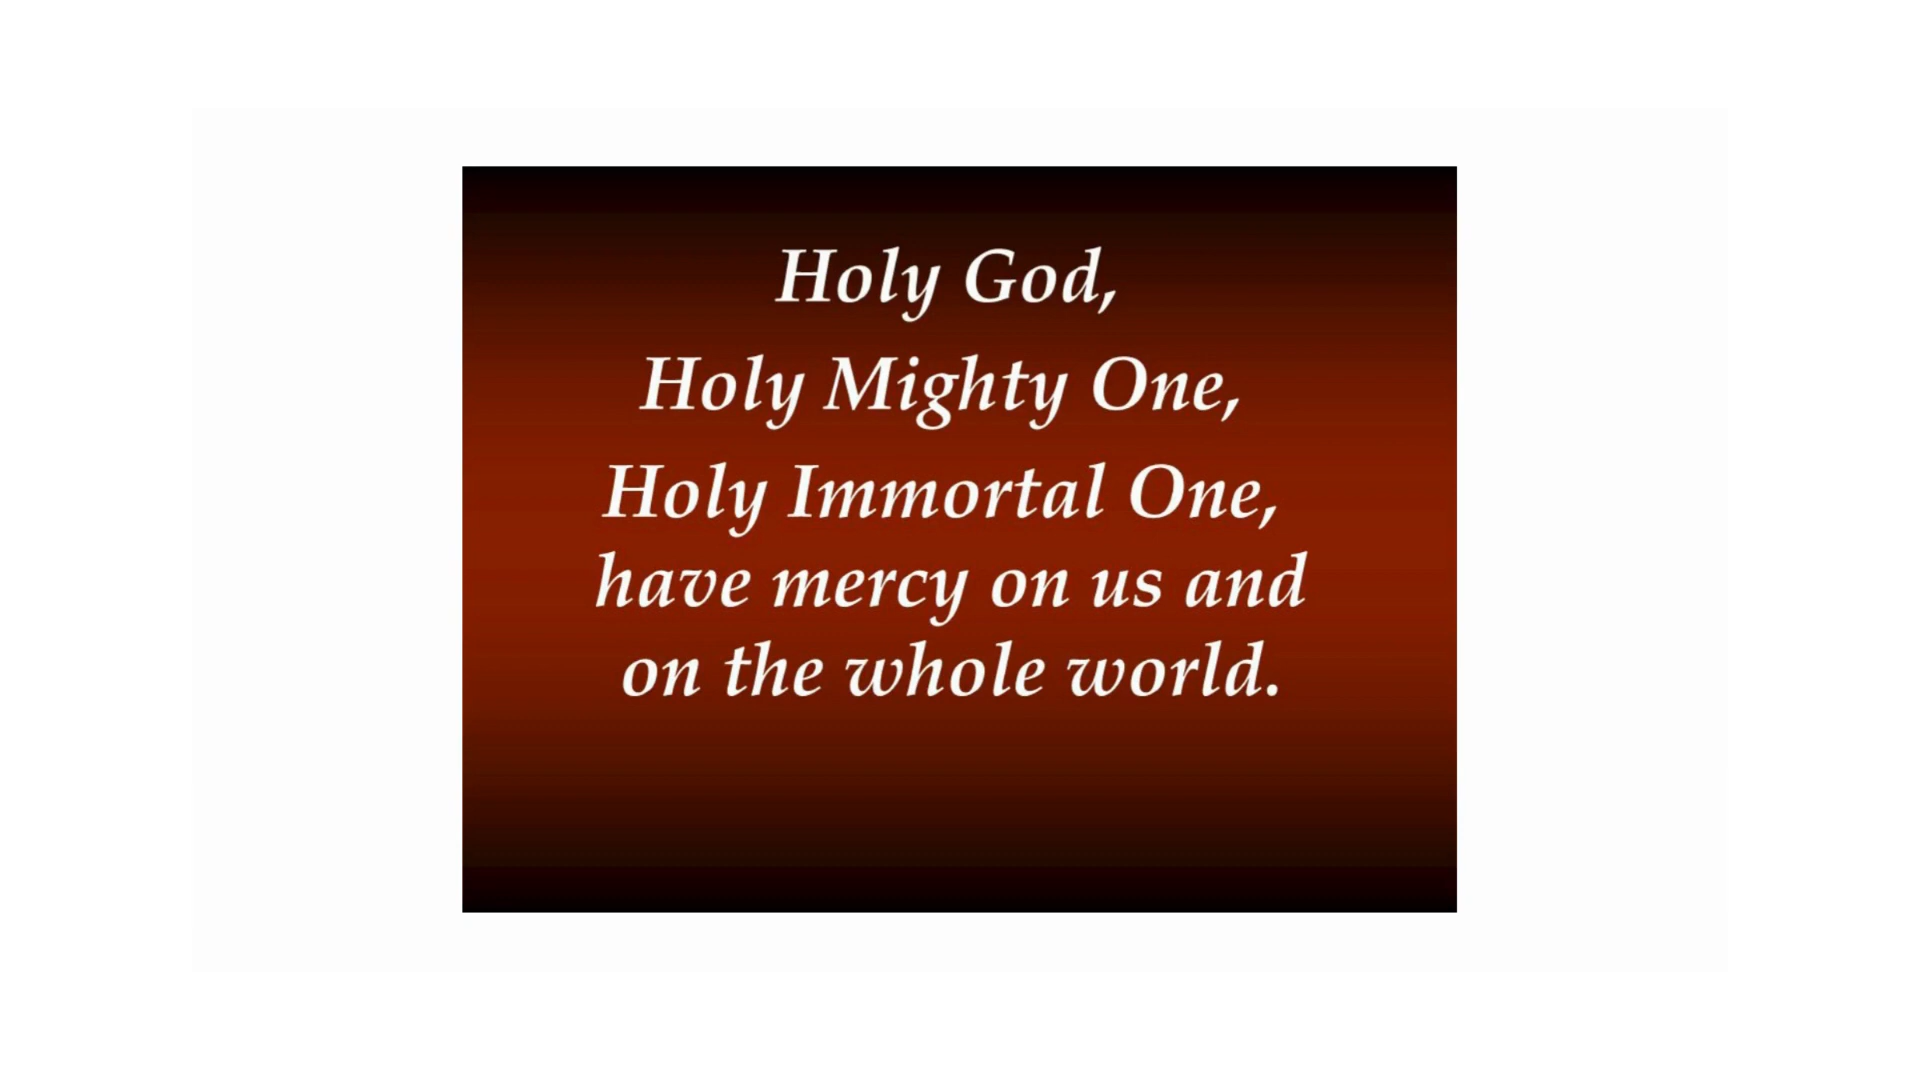 Holy God,
Holy Mighty One,
Holy Immortal One,
have mercy on us and
on the whole world.